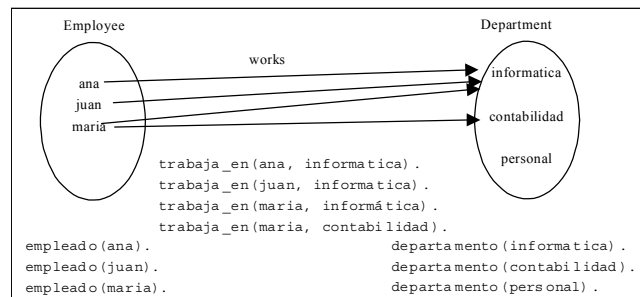 Employee
Department
works
ana
juan
maria
informatica
contabilidad
personal
trabaja_en(ana, informatica).
trabaja_en(juan, informatica).
trabaja_en(maria, informática).
trabaja_en(maria, contabilidad).
empleado(ana).
departamento(informatica).
empleado(juan).
departamento(contabilidad).
empleado(maria).
departamento(personal).